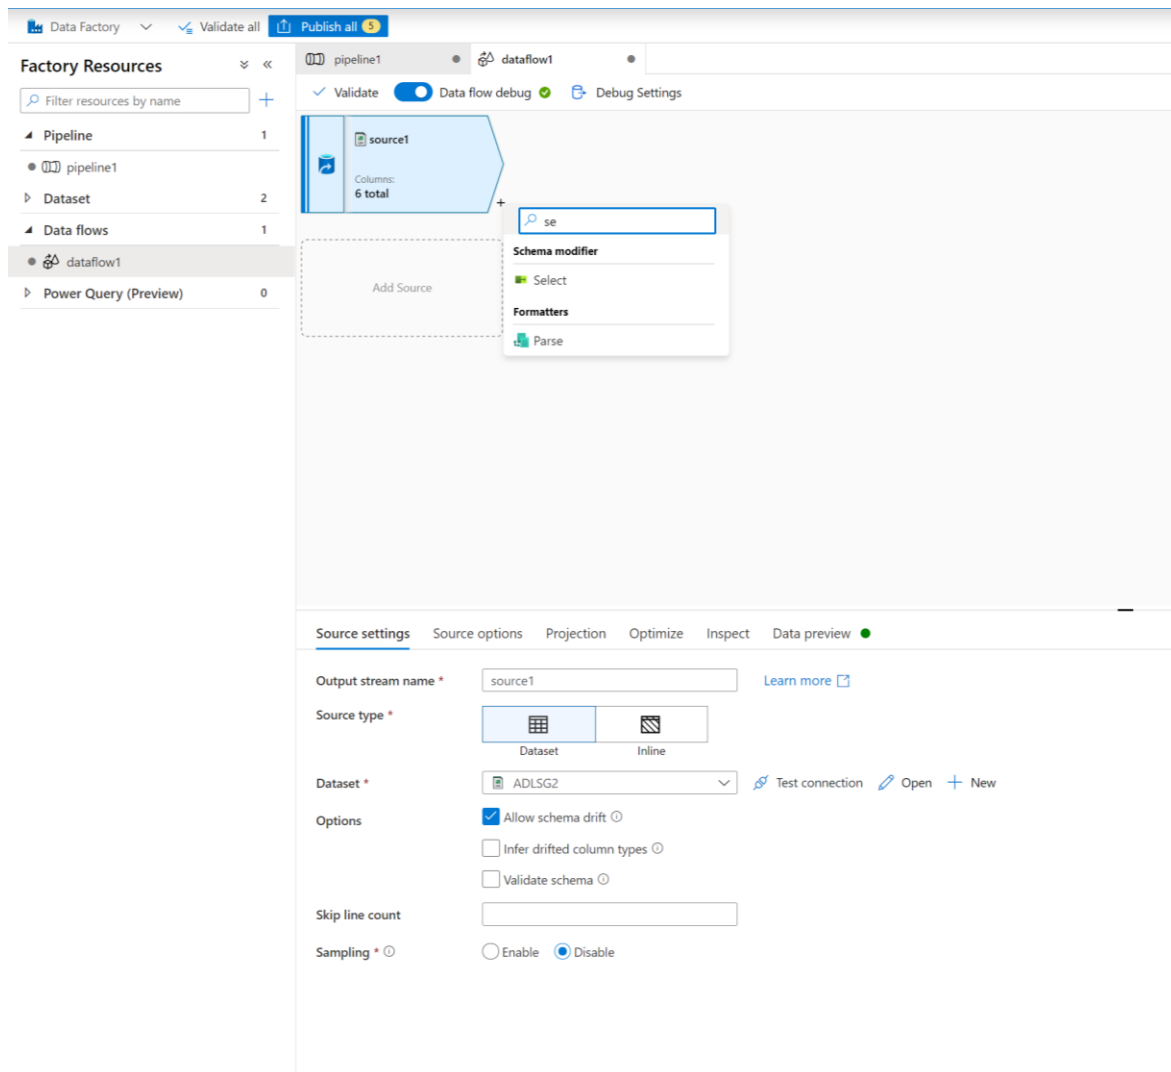 Data Factory
Validate all
Publish all 5
Factory Resources
Filter resources by name
Pipeline 1
pipeline1
Dataset 2
Data flows 1
dataflow1
Power Query (Preview) 0
pipeline1
dataflow1
Validate
Data flow debug
Debug Settings
source1
Columns:
6 total
+
Add Source
se
Schema modifier
Select
Formatters
Parse
Source settings
Source options
Projection
Optimize
Inspect
Data preview
Output stream name *
source1
Learn more
Source type *
Dataset
Inline
Dataset *
ADLSG2
Test connection
Open
New
Options
Allow schema drift
Infer drifted column types
Validate schema
Skip line count
Sampling *
Enable
Disable